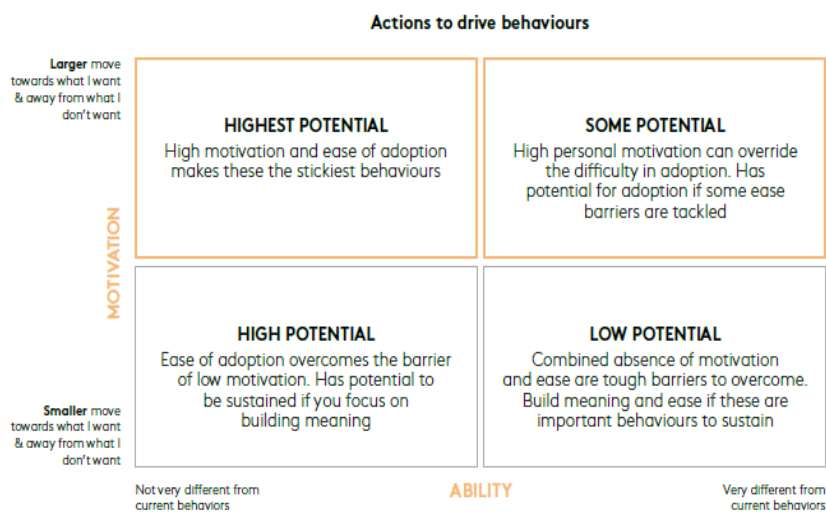 Actions to drive behaviours
Larger move
towards what I want
& away from what I
don't want
HIGHEST POTENTIAL
High motivation and ease of adoption
makes these the stickiest behaviours
SOME POTENTIAL
High personal motivation can override
the difficulty in adoption. Has
potential for adoption if some ease
barriers are tackled
MOTIVATION
HIGH POTENTIAL
Ease of adoption overcomes the barrier
of low motivation. Has potential to
be sustained if you focus on
building meaning
LOW POTENTIAL
Combined absence of motivation
and ease are tough barriers to overcome.
Build meaning and ease if these are
important behaviours to sustain
Smaller move
towards what I want
& away from what I
don't want
Not very different from
current behaviors
ABILITY
Very different from
current behaviors